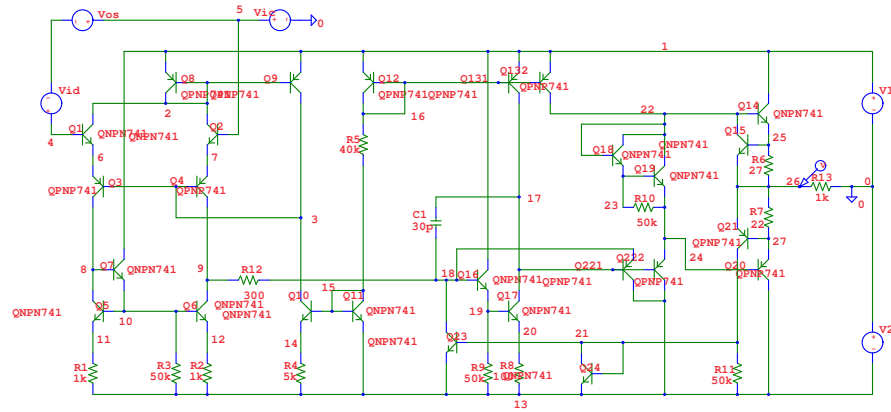 Vos
5
Vic
0
1
Vid
Q8
Q9
Q12
Q131
Q132
V1
QPNP741
QPNP741
QPNP741
QPNP741
2
16
22
Q14
4
Q1
QNPN741
QNPN741
Q2
R5
40k
QNPN741
Q15
25
6
7
Q18
QNPN741
QNPN741
R6
27
Q3
QPNP741
Q4
QPNP741
Q19
QNPN741
26
R13
1k
0
0
3
17
C1
30p
23
R10
50k
R7
22
Q21
QPNP741
27
8
Q7
QNPN741
9
R12
300
18
Q16
QNPN741
Q221
QPNP741
Q222
24
Q20
QPNP741
Q5
QNPN741
10
Q6
QNPN741
QNPN741
Q10
15
Q11
QNPN741
QNPN741
19
Q17
QNPN741
V2
11
12
14
Q23
20
21
R1
1k
R3
50k
R2
1k
R4
5k
R9
50k
R8
QNPN741
Q24
R11
50k
13